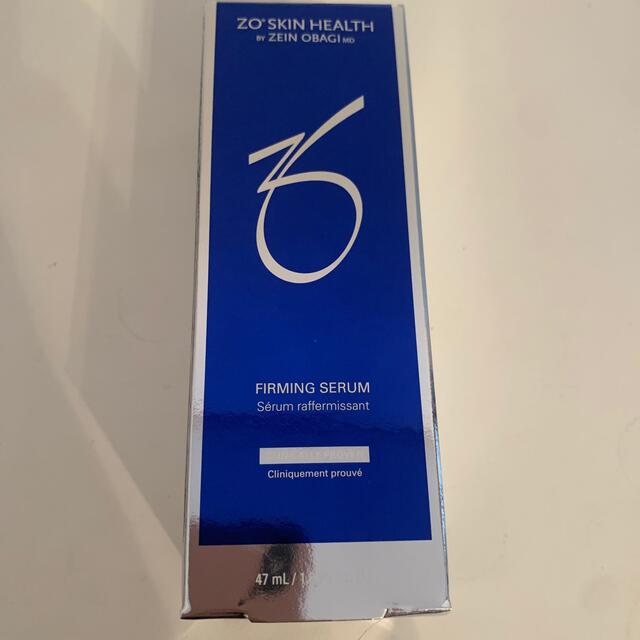 ZO® SKIN HEALTH
BY ZEIN OBAGI MD
ZO
FIRMING SERUM
Sérum raffermissant
CLINICALLY PROVEN
Cliniquement prouvé
47 mL /